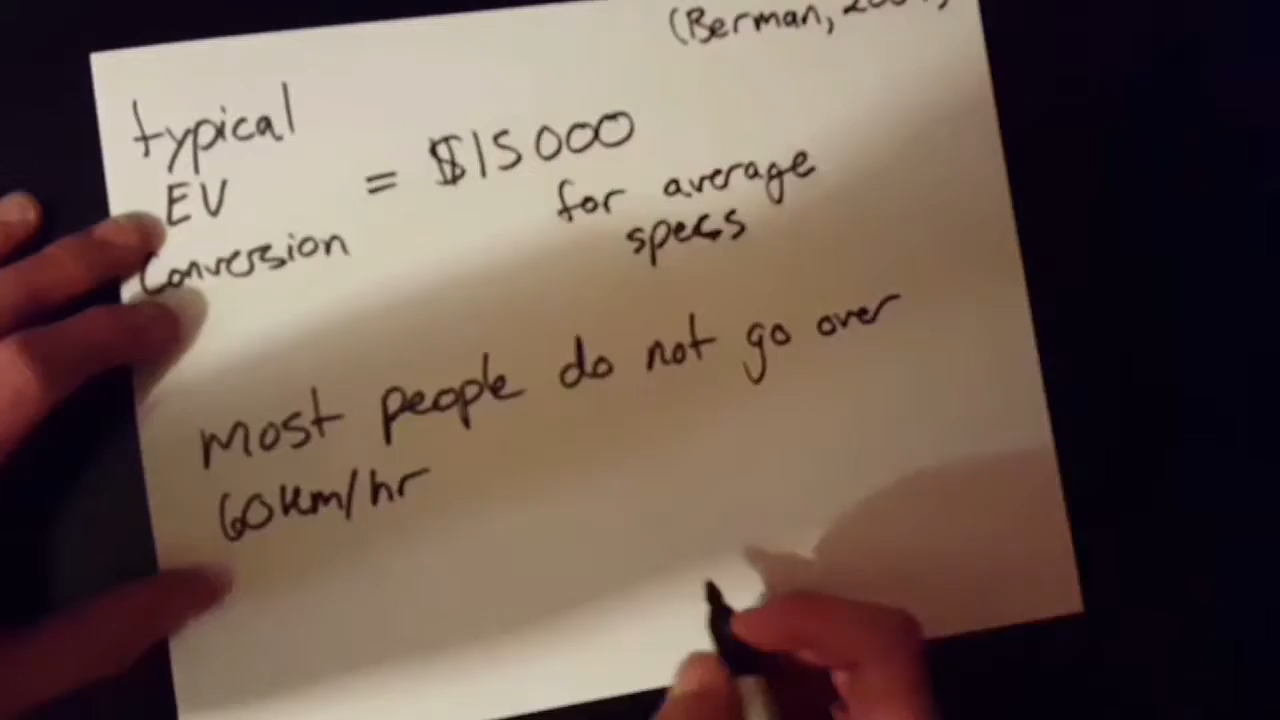 (Berman,
typical
EV
Conversion
= $15000
for average
specs
most people do not go over
60km/hr